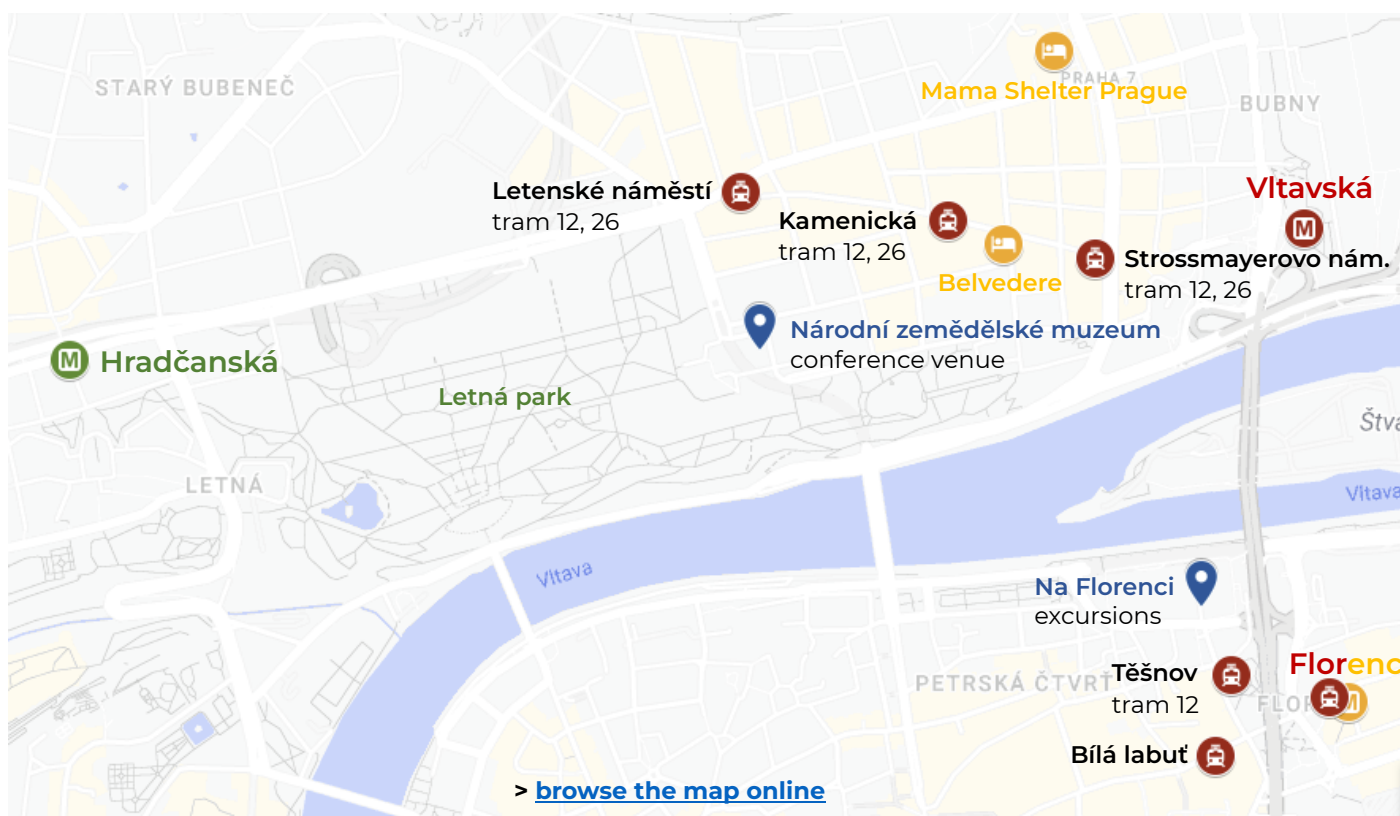 STARÝ BUBENEČ
PRAHA 7
Mama Shelter Prague
BUBNY
Letenské náměstí
tram 12, 26
Kamenická
tram 12, 26
Vltavská
M
Belvedere
Strossmayerovo nám.
tram 12, 26
Národní zemědělské muzeum
conference venue
M Hradčanská
Letná park
Štva
LETNÁ
Vltava
Vltava
Na Florenci
excursions
PETRSKÁ ČTVRŤ
Těšnov
tram 12
Florenc
FLO
Bílá labuť
> browse the map online